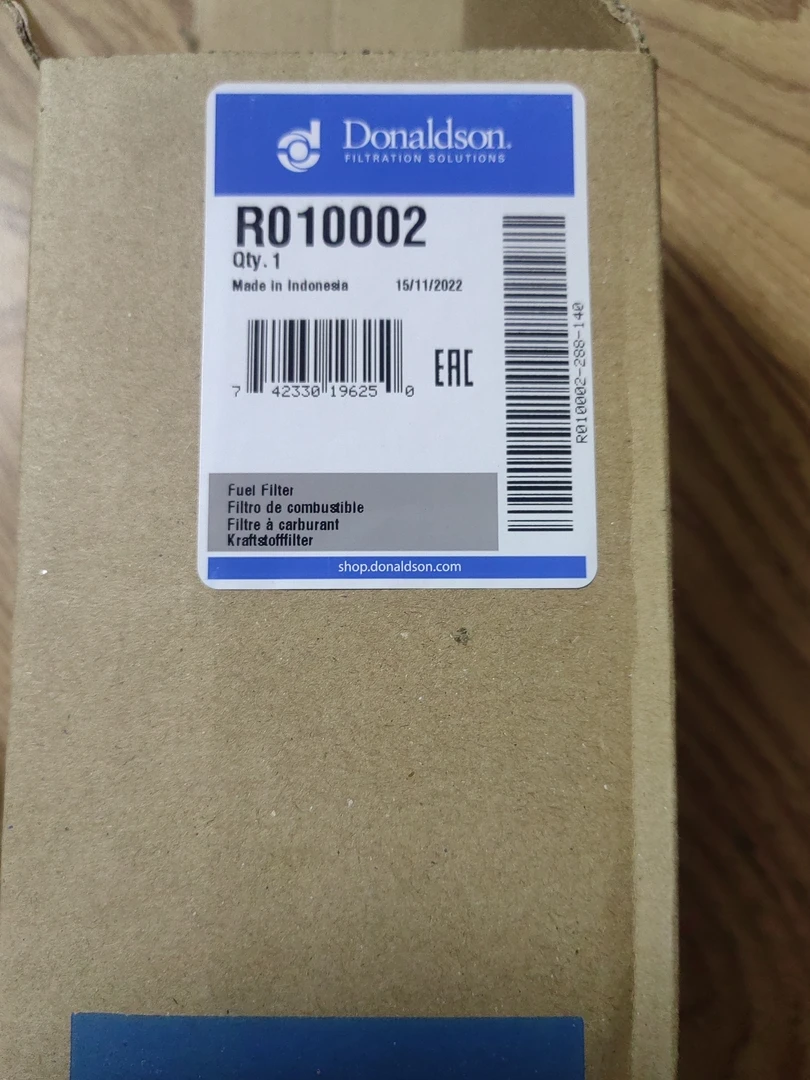 Donaldson.
FILTRATION SOLUTIONS
R010002
Qty. 1
Made in Indonesia 15/11/2022
7 42330 19625 0
EAC
R010002-288-140
Fuel Filter
Filtro de combustible
Filtre à carburant
Kraftstofffilter
shop.donaldson.com